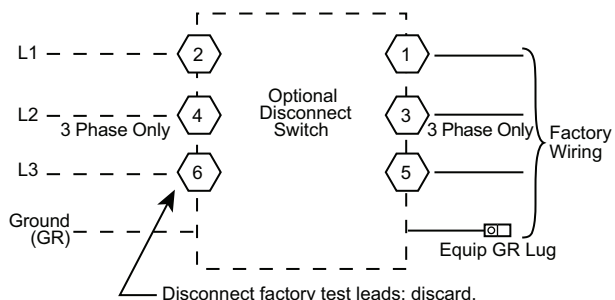 L1
2
1
L2
3 Phase Only
4
Optional
Disconnect
Switch
3
3 Phase Only
Factory
Wiring
L3
6
5
Ground
(GR)
Equip GR Lug
Disconnect factory test leads; discard.